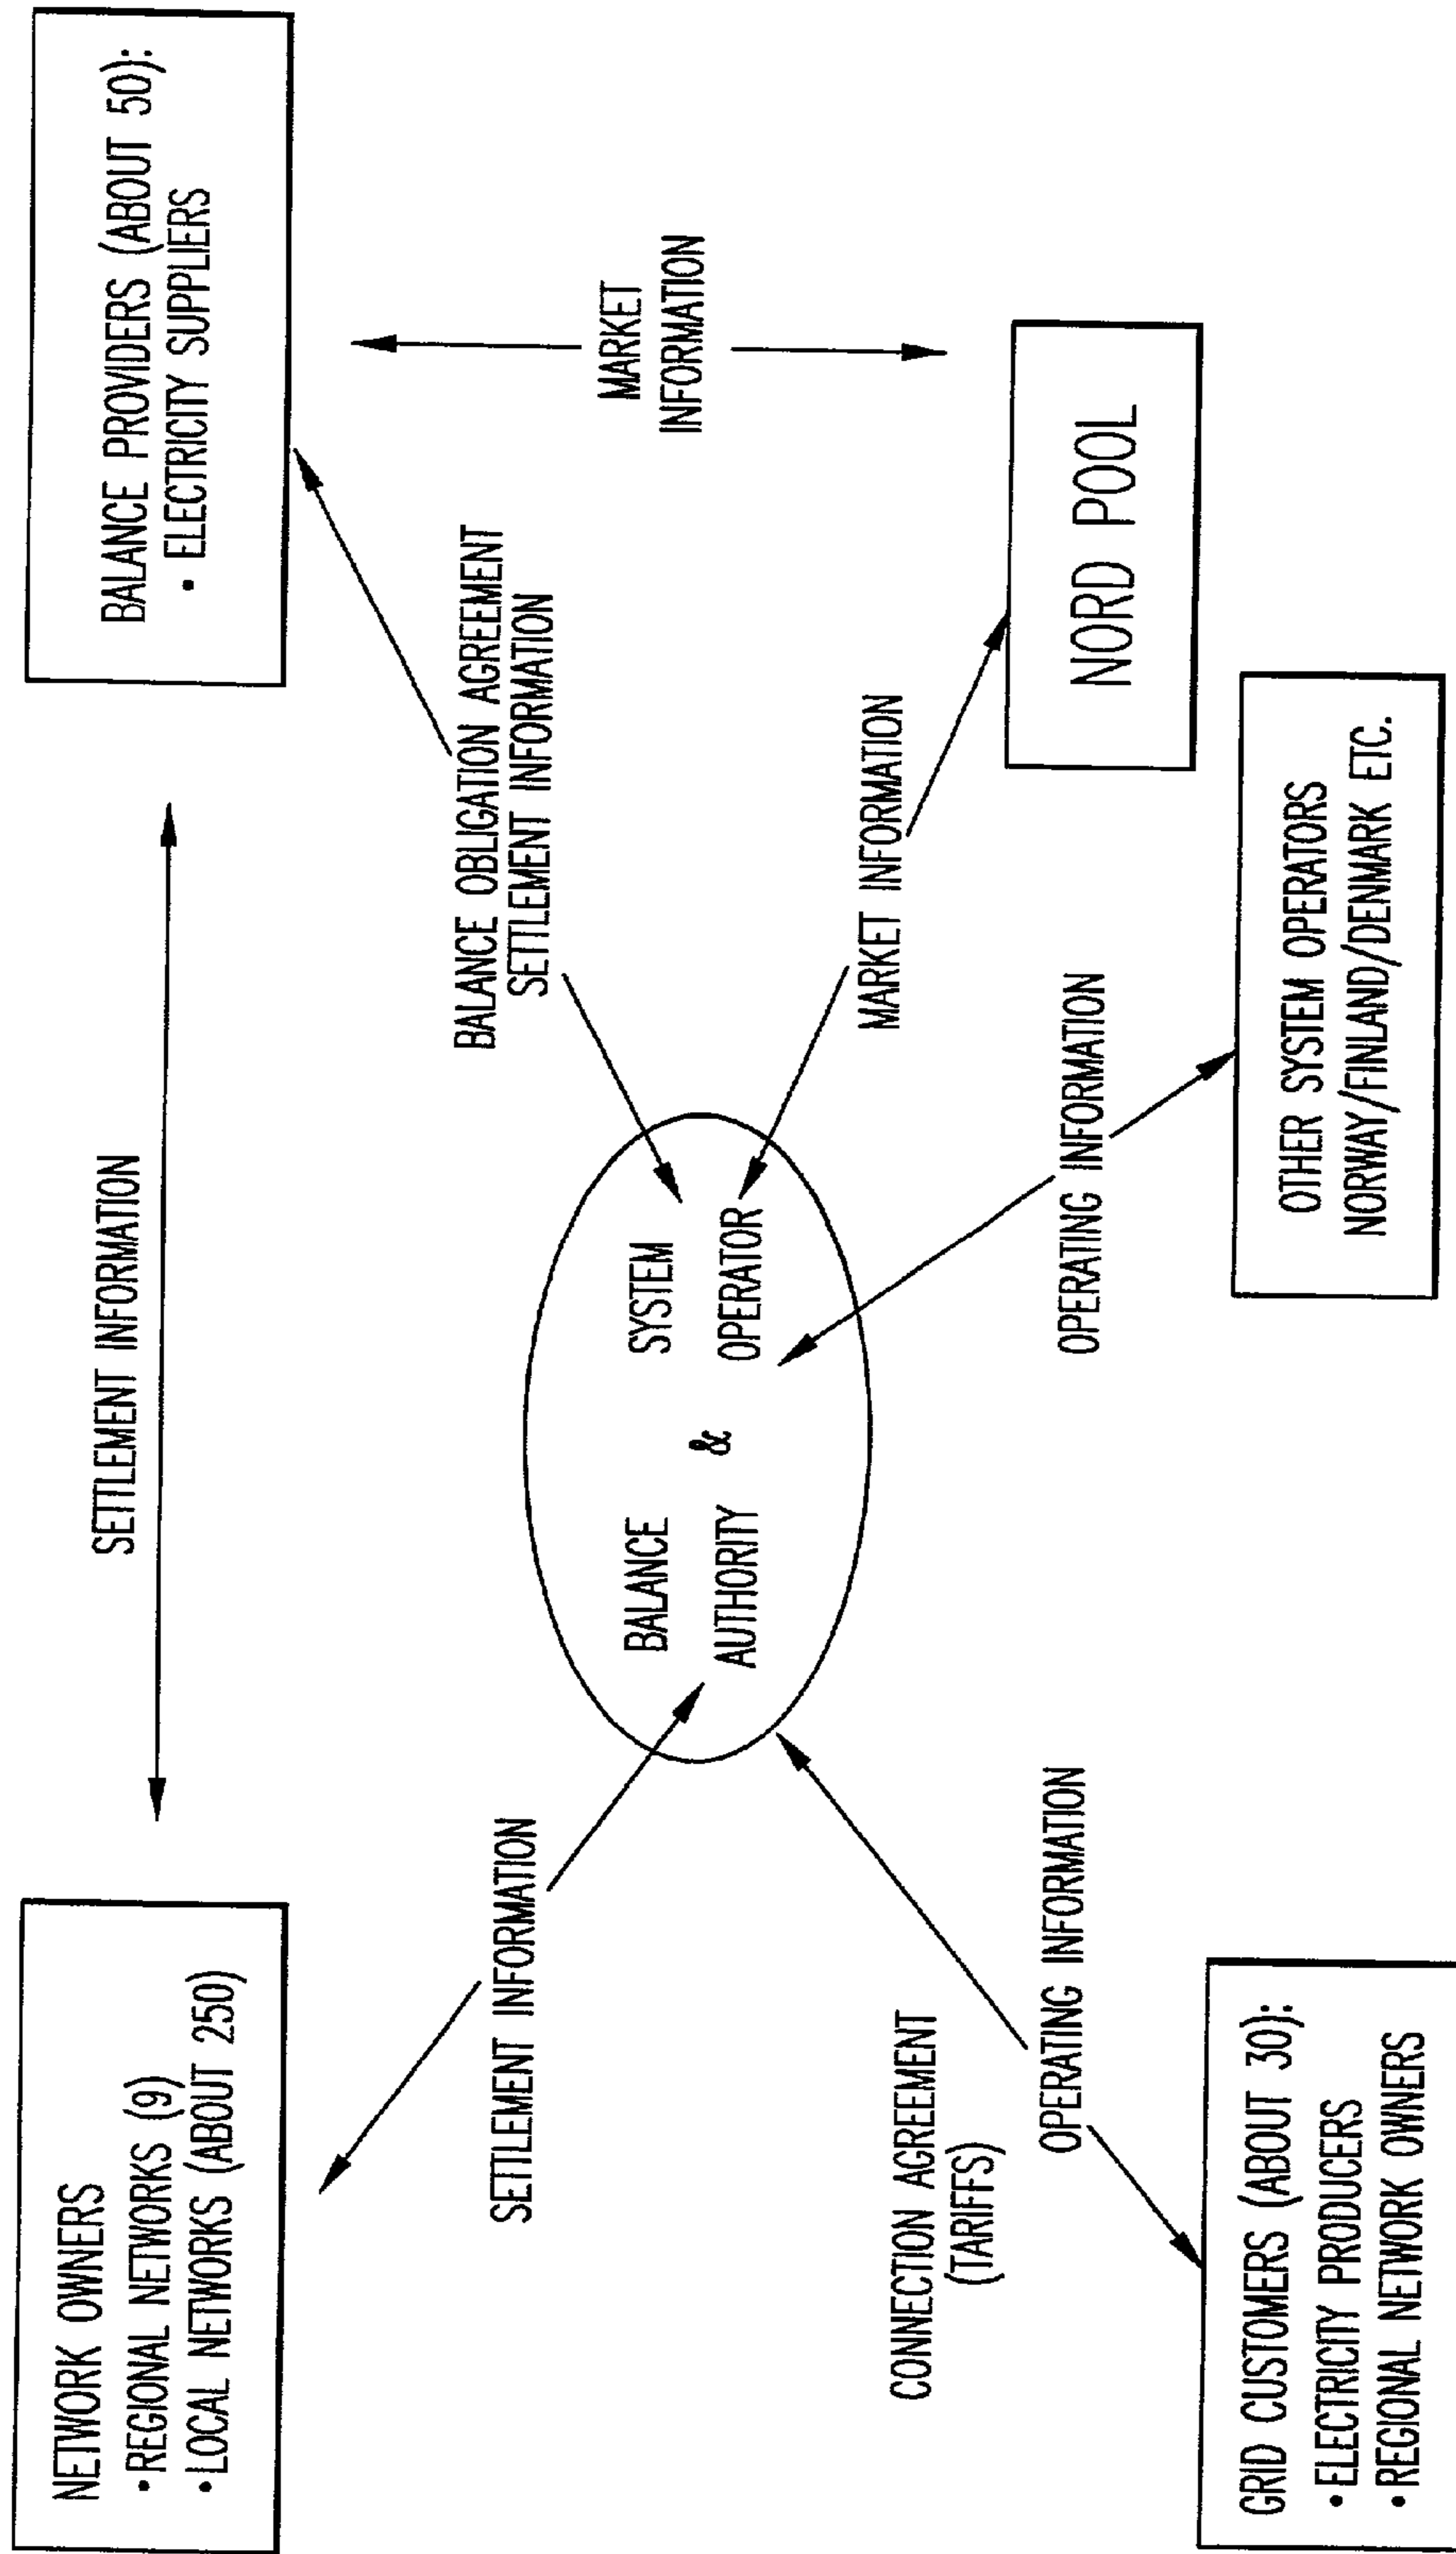 NETWORK OWNERS
• REGIONAL NETWORKS (9)
• LOCAL NETWORKS (ABOUT 250)
SETTLEMENT INFORMATION
BALANCE PROVIDERS (ABOUT 50):
• ELECTRICITY SUPPLIERS
SETTLEMENT INFORMATION
BALANCE OBLIGATION AGREEMENT
SETTLEMENT INFORMATION
MARKET
INFORMATION
BALANCE SYSTEM
AUTHORITY & OPERATOR
MARKET INFORMATION
CONNECTION AGREEMENT
(TARIFFS)
OPERATING INFORMATION
OPERATING INFORMATION
NORD POOL
GRID CUSTOMERS (ABOUT 30):
• ELECTRICITY PRODUCERS
• REGIONAL NETWORK OWNERS
OTHER SYSTEM OPERATORS
NORWAY/FINLAND/DENMARK ETC.